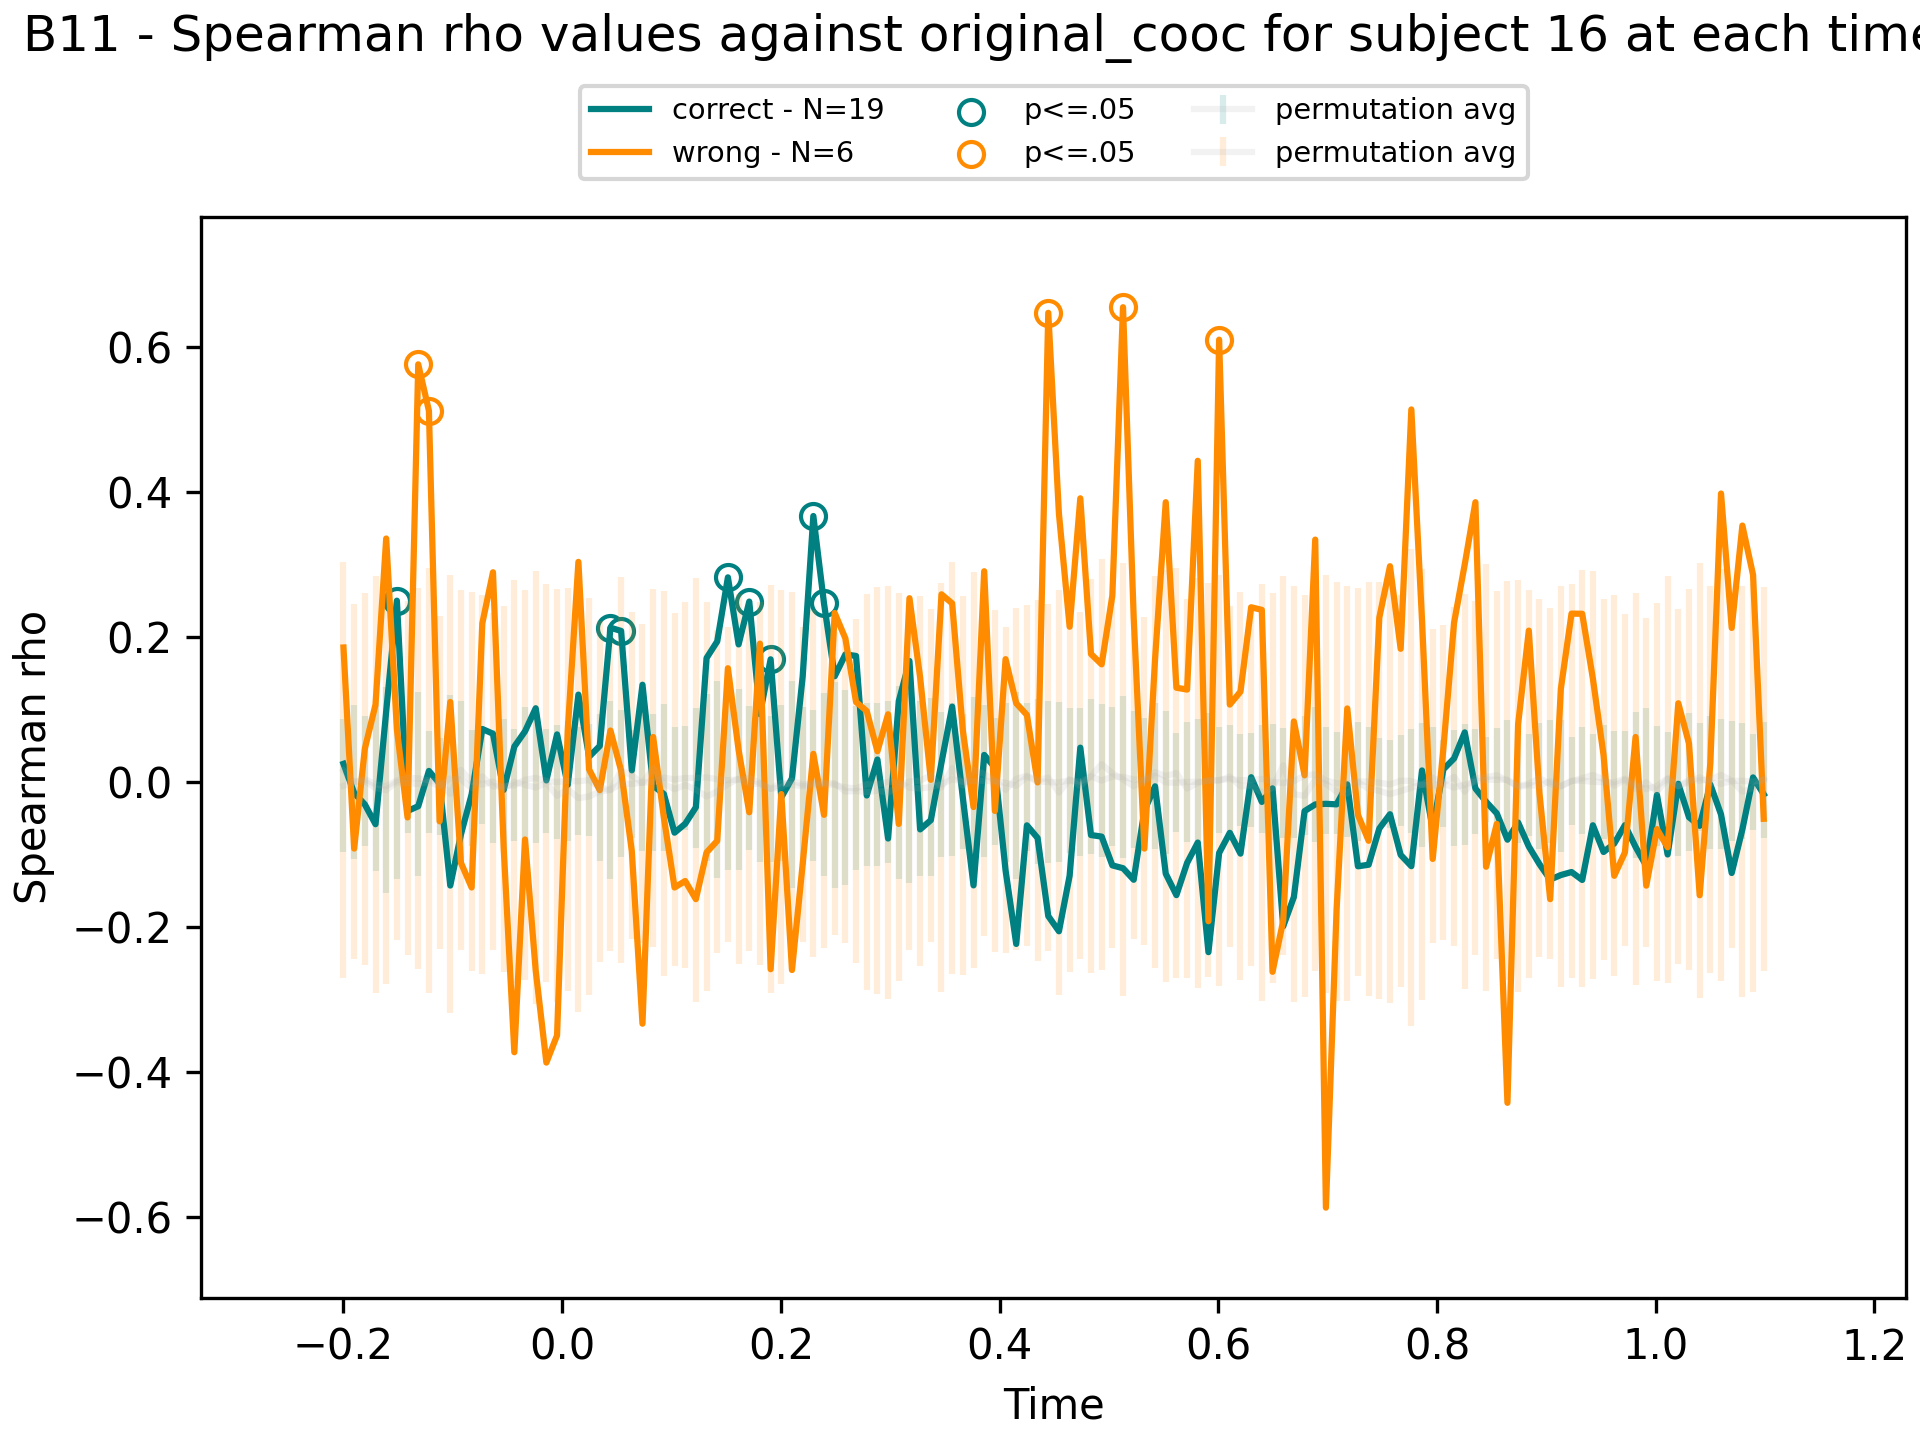 B11 - Spearman rho values against original_cooc for subject 16 at each time
correct - N=19
wrong - N=6
p<=.05
p<=.05
permutation avg
permutation avg
Spearman rho
0.6
0.4
0.2
0.0
−0.2
−0.4
−0.6
−0.2 0.0 0.2 0.4 0.6 0.8 1.0 1.2
Time